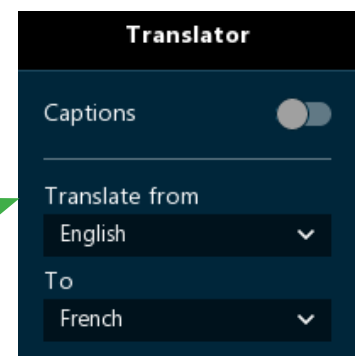 Translator
Captions
Translate from
English
To
French